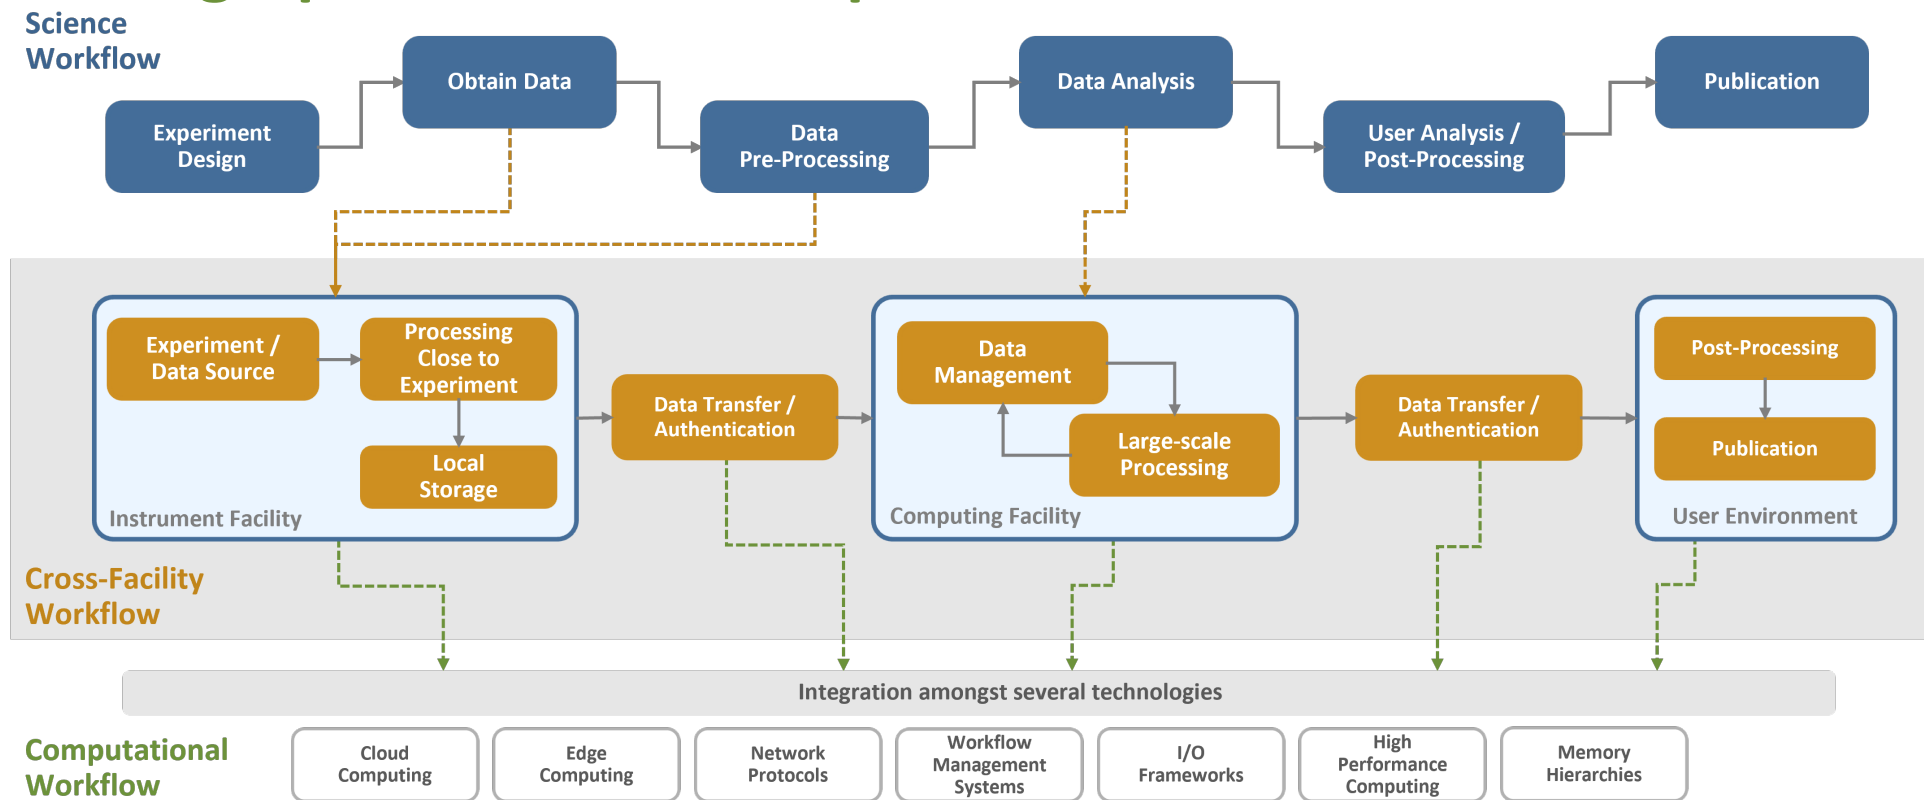 Science
Workflow
Obtain Data
Data Analysis
Publication
Experiment
Design
Data
Pre-Processing
User Analysis /
Post-Processing
Experiment /
Data Source
Processing
Close to
Experiment
Local
Storage
Instrument Facility
Data Transfer /
Authentication
Data
Management
Large-scale
Processing
Computing Facility
Data Transfer /
Authentication
Post-Processing
Publication
User Environment
Cross-Facility
Workflow
Integration amongst several technologies
Computational
Workflow
Cloud
Computing
Edge
Computing
Network
Protocols
Workflow
Management
Systems
I/O
Frameworks
High
Performance
Computing
Memory
Hierarchies